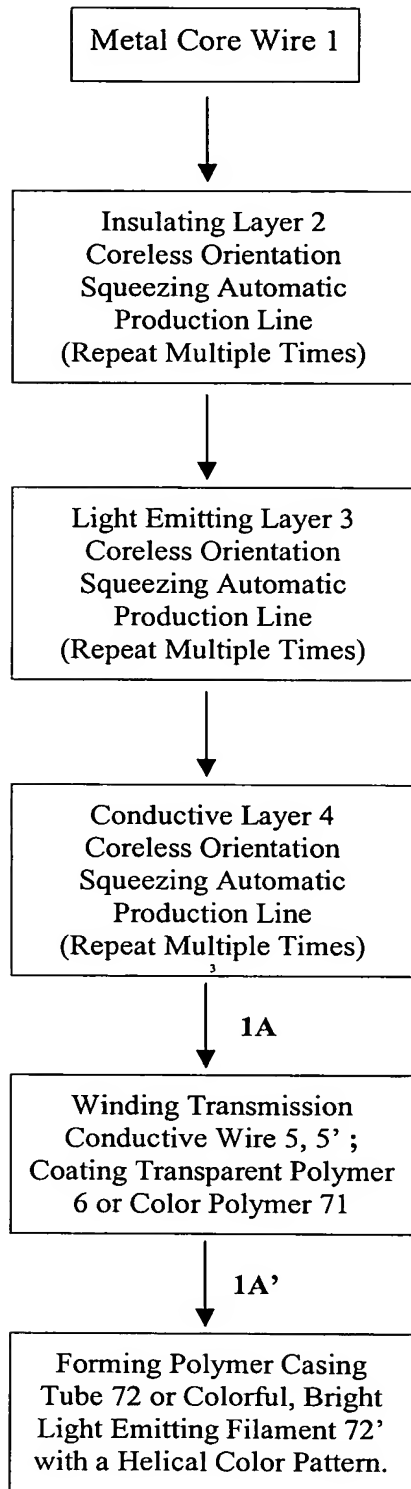 Metal Core Wire 1
Insulating Layer 2
Coreless Orientation
Squeezing Automatic
Production Line
(Repeat Multiple Times)
Light Emitting Layer 3
Coreless Orientation
Squeezing Automatic
Production Line
(Repeat Multiple Times)
Conductive Layer 4
Coreless Orientation
Squeezing Automatic
Production Line
(Repeat Multiple Times)
3
1A
Winding Transmission
Conductive Wire 5, 5' ;
Coating Transparent Polymer
6 or Color Polymer 71
1A'
Forming Polymer Casing
Tube 72 or Colorful, Bright
Light Emitting Filament 72'
with a Helical Color Pattern.